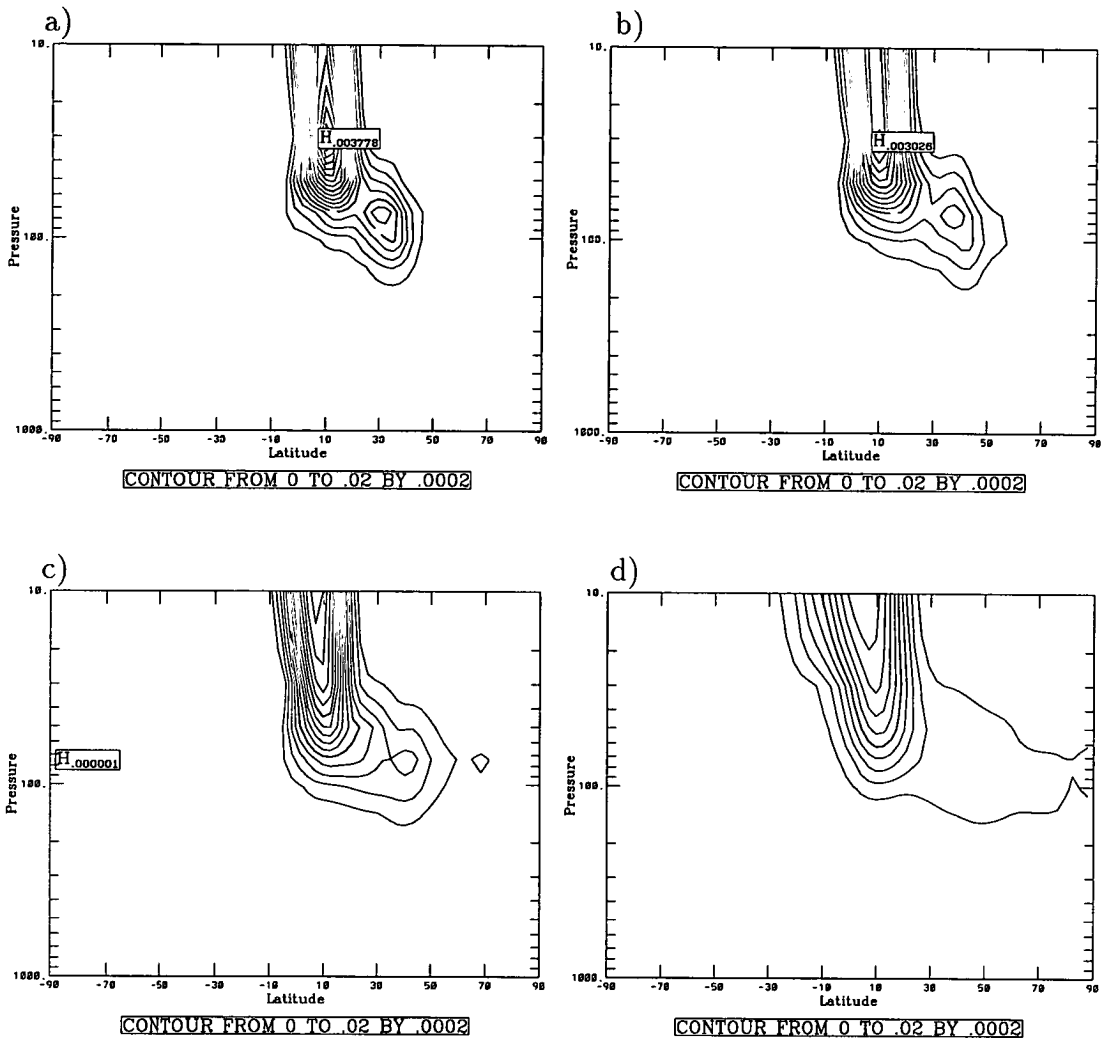 a)
10.
H.003778
Pressure
100.
1000.
-90 -70 -50 -30 -10 10 30 50 70 90
Latitude
CONTOUR FROM 0 TO .02 BY .0002
b)
10.
H.003026
Pressure
100.
1000.
-90 -70 -50 -30 -10 10 30 50 70 90
Latitude
CONTOUR FROM 0 TO .02 BY .0002
c)
10.
H.000001
Pressure
100.
1000.
-90 -70 -50 -30 -10 10 30 50 70 90
Latitude
CONTOUR FROM 0 TO .02 BY .0002
d)
10.
Pressure
100.
1000.
-90 -70 -50 -30 -10 10 30 50 70 90
Latitude
CONTOUR FROM 0 TO .02 BY .0002